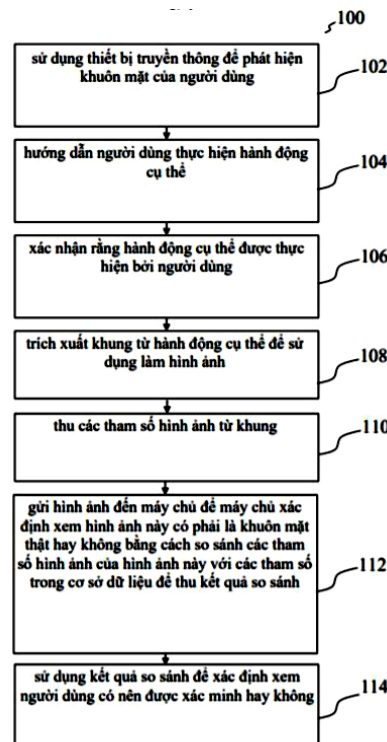 100
sử dụng thiết bị truyền thông để phát hiện
khuôn mặt của người dùng
102
hướng dẫn người dùng thực hiện hành động
cụ thể
104
xác nhận rằng hành động cụ thể được thực
hiện bởi người dùng
106
trích xuất khung từ hành động cụ thể để sử
dụng làm hình ảnh
108
thu các tham số hình ảnh từ khung
110
gửi hình ảnh đến máy chủ để máy chủ xác
định xem hình ảnh này có phải là khuôn mặt
thật hay không bằng cách so sánh các tham
số hình ảnh của hình ảnh này với các tham số
trong cơ sở dữ liệu để thu kết quả so sánh
112
sử dụng kết quả so sánh để xác định xem
người dùng có nên được xác minh hay không
114